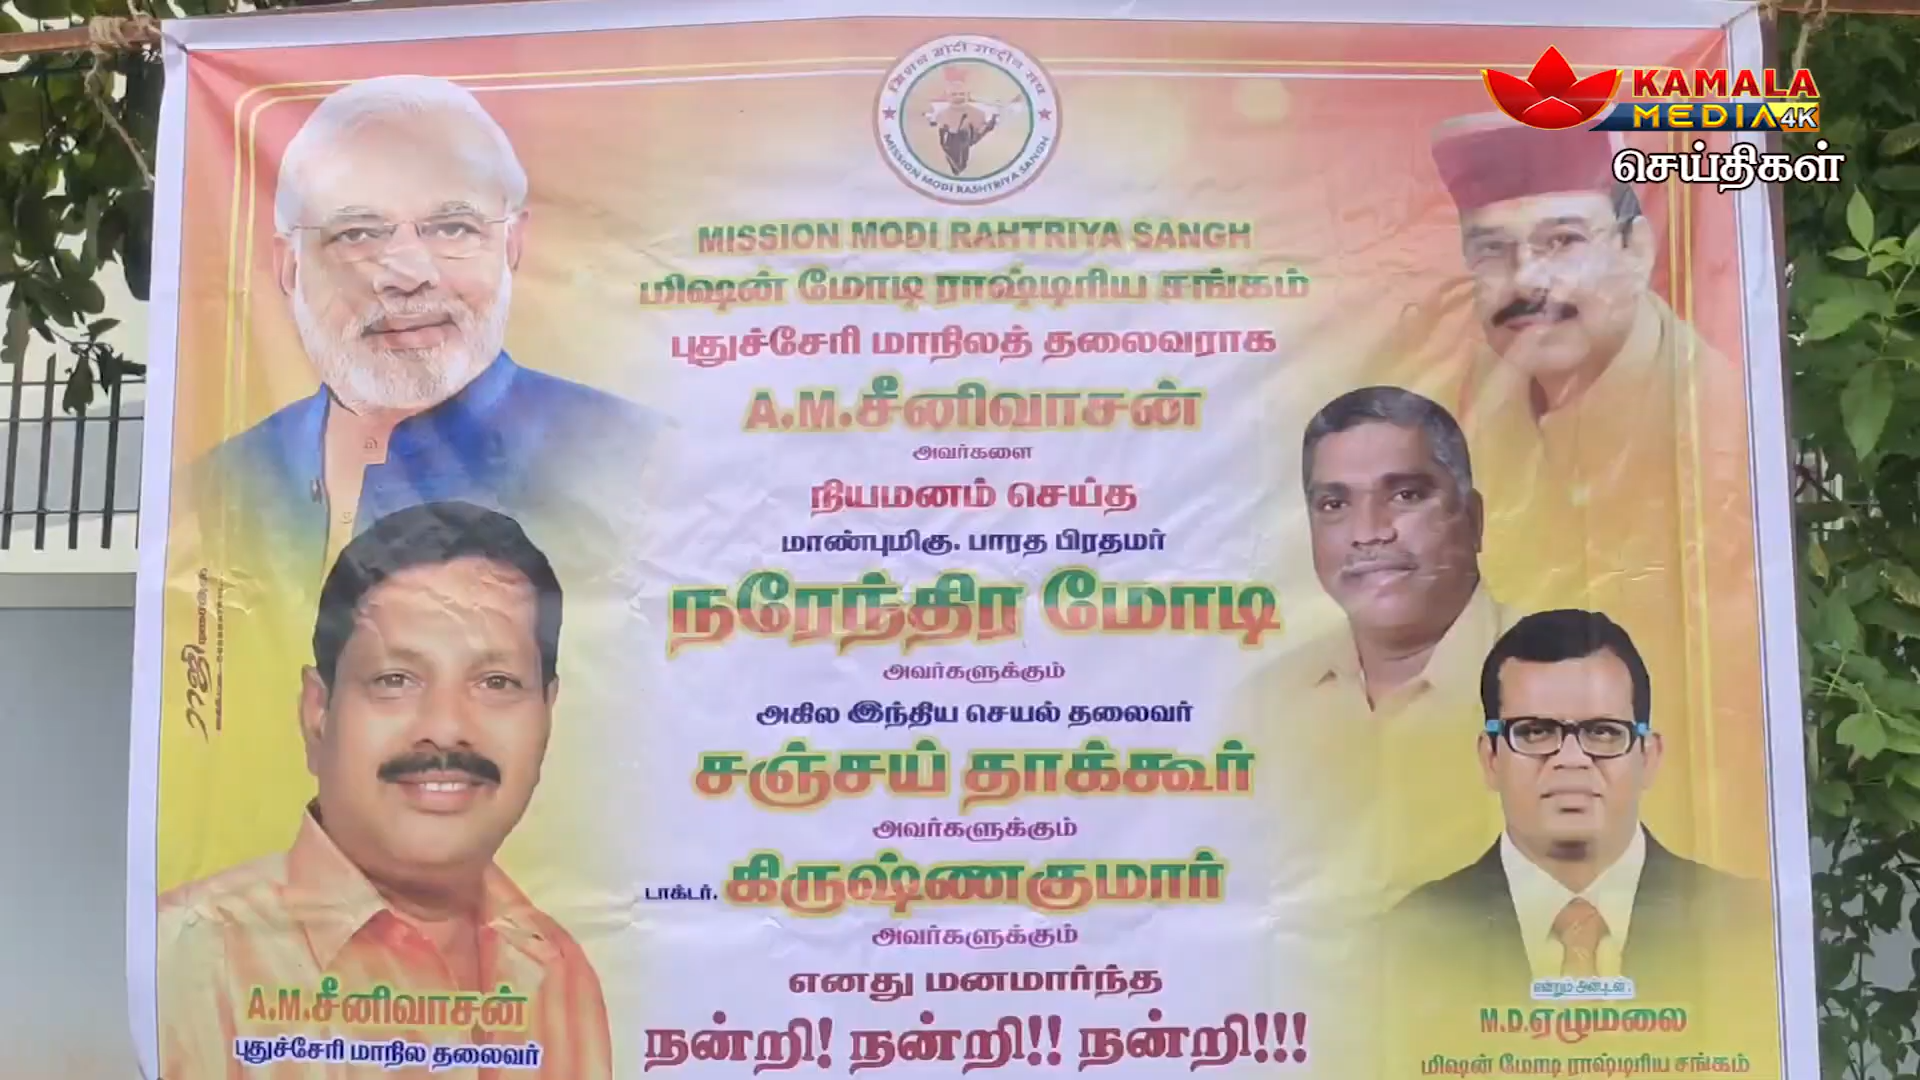 KAMALA
MEDIA 4K
செய்திகள்
MISSION MODI RASHTRIYA SANGH
MISSION MODI RAHTRIYA SANGH
மிஷன் மோடி ராஷ்டிரிய சங்கம்
புதுச்சேரி மாநிலத் தலைவராக
A.M.சீனிவாசன்
அவர்களை
நியமனம் செய்த
மாண்புமிகு. பாரத பிரதமர்
நரேந்திர மோடி
அவர்களுக்கும்
அகில இந்திய செயல் தலைவர்
சஞ்சய் தாக்கூர்
அவர்களுக்கும்
டாக்டர். கிருஷ்ணகுமார்
அவர்களுக்கும்
எனது மனமார்ந்த
நன்றி! நன்றி!! நன்றி!!!
A.M.சீனிவாசன்
புதுச்சேரி மாநில தலைவர்
என்றும் அன்புடன் :
M.D.ஏழுமலை
மிஷன் மோடி ராஷ்டிரிய சங்கம்
ராஜி